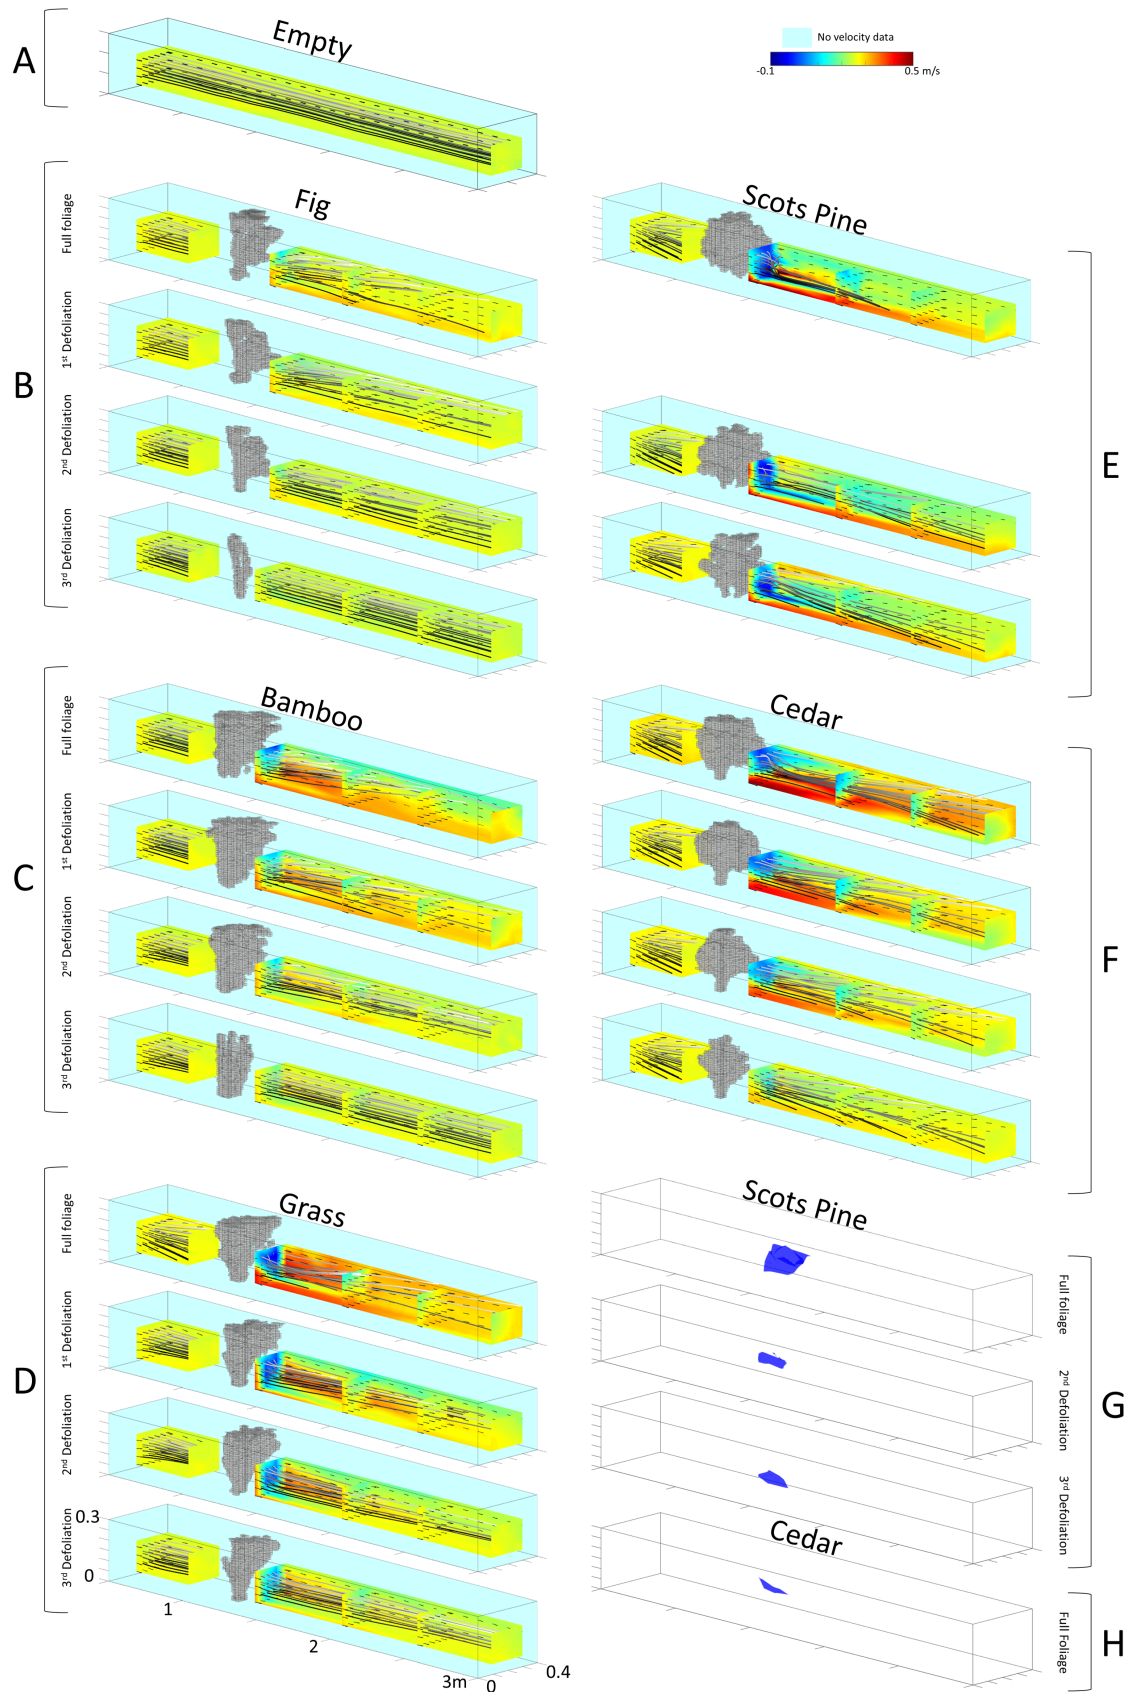 A
Empty
No velocity data
-0.1
0.5 m/s
B
Full foliage
1st Defoliation
2nd Defoliation
3rd Defoliation
Fig
Scots Pine
E
C
Full foliage
1st Defoliation
2nd Defoliation
3rd Defoliation
Bamboo
Cedar
F
D
Full foliage
1st Defoliation
2nd Defoliation
3rd Defoliation
Grass
0.3
0
1
2
3m
0
0.4
Scots Pine
Full foliage
2nd Defoliation
3rd Defoliation
G
Cedar
Full Foliage
H